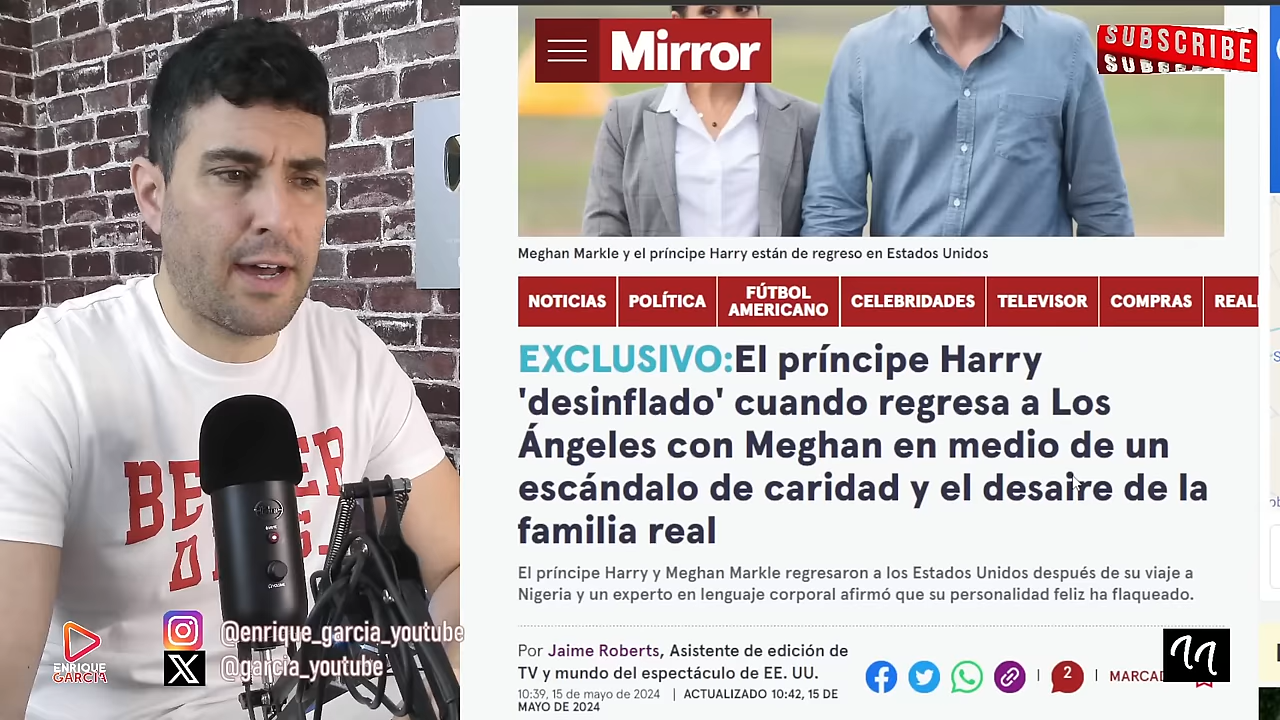 Mirror
SUBSCRIBE
Meghan Markle y el príncipe Harry están de regreso en Estados Unidos
NOTICIAS
POLÍTICA
FÚTBOL
AMERICANO
CELEBRIDADES
TELEVISOR
COMPRAS
EXCLUSIVO:El príncipe Harry
'desinflado' cuando regresa a Los
Ángeles con Meghan en medio de un
escándalo de caridad y el desaire de la
familia real
El príncipe Harry y Meghan Markle regresaron a los Estados Unidos después de su viaje a
Nigeria y un experto en lenguaje corporal afirmó que su personalidad feliz ha flaqueado.
Por Jaime Roberts, Asistente de edición de
TV y mundo del espectáculo de EE. UU.
10:39, 15 de mayo de 2024 | ACTUALIZADO 10:42, 15 DE
MAYO DE 2024
2
@enrique_garcia_youtube
@garcia_youtube
ENRIQUE
GARCIA